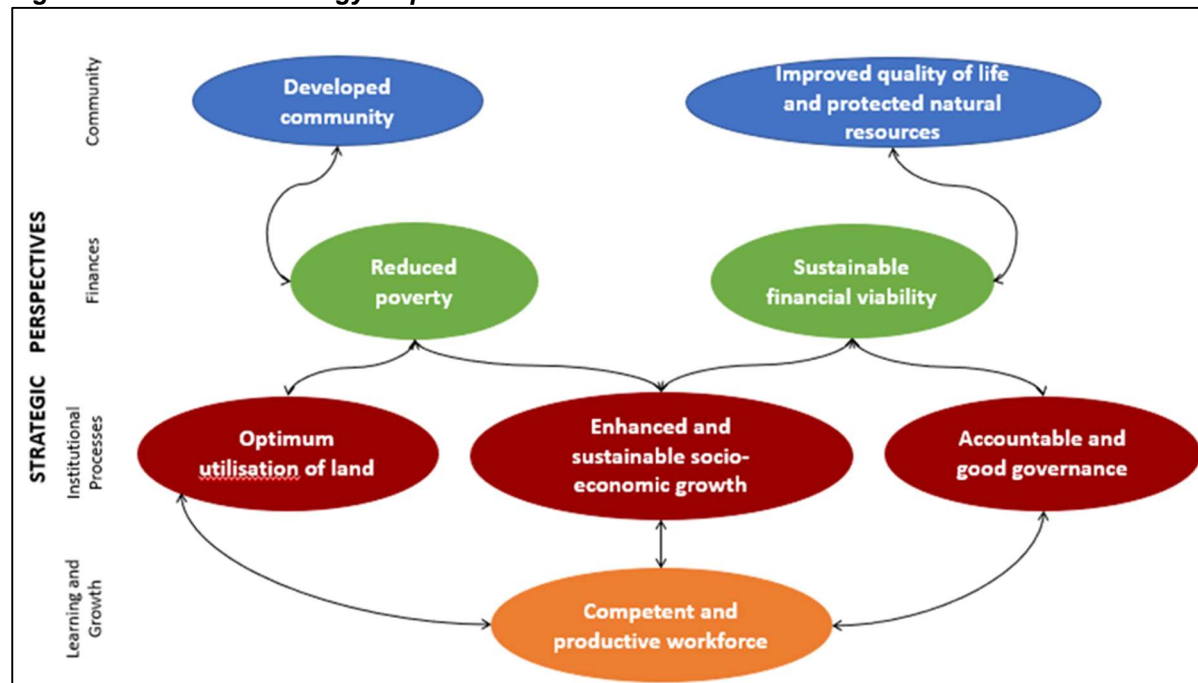 Community
Developed
community
Improved quality of life
and protected natural
resources
STRATEGIC PERSPECTIVES
Finances
Reduced
poverty
Sustainable
financial viability
Institutional
Processes
Optimum
utilisation of land
Enhanced and
sustainable socio-
economic growth
Accountable and
good governance
Learning and
Growth
Competent and
productive workforce